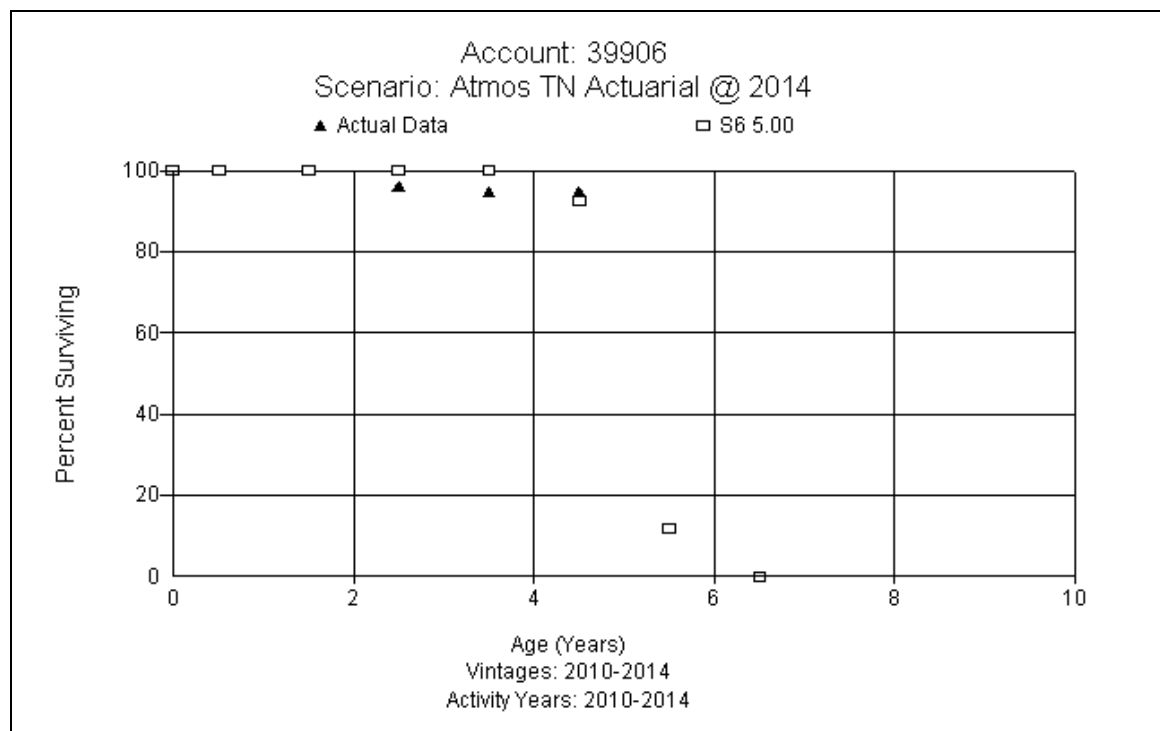 Account: 39906
Scenario: Atmos TN Actuarial @ 2014
Actual Data S6 5.00
100
80
60
40
20
0
Percent Surviving
0 2 4 6 8 10
Age (Years)
Vintages: 2010-2014
Activity Years: 2010-2014